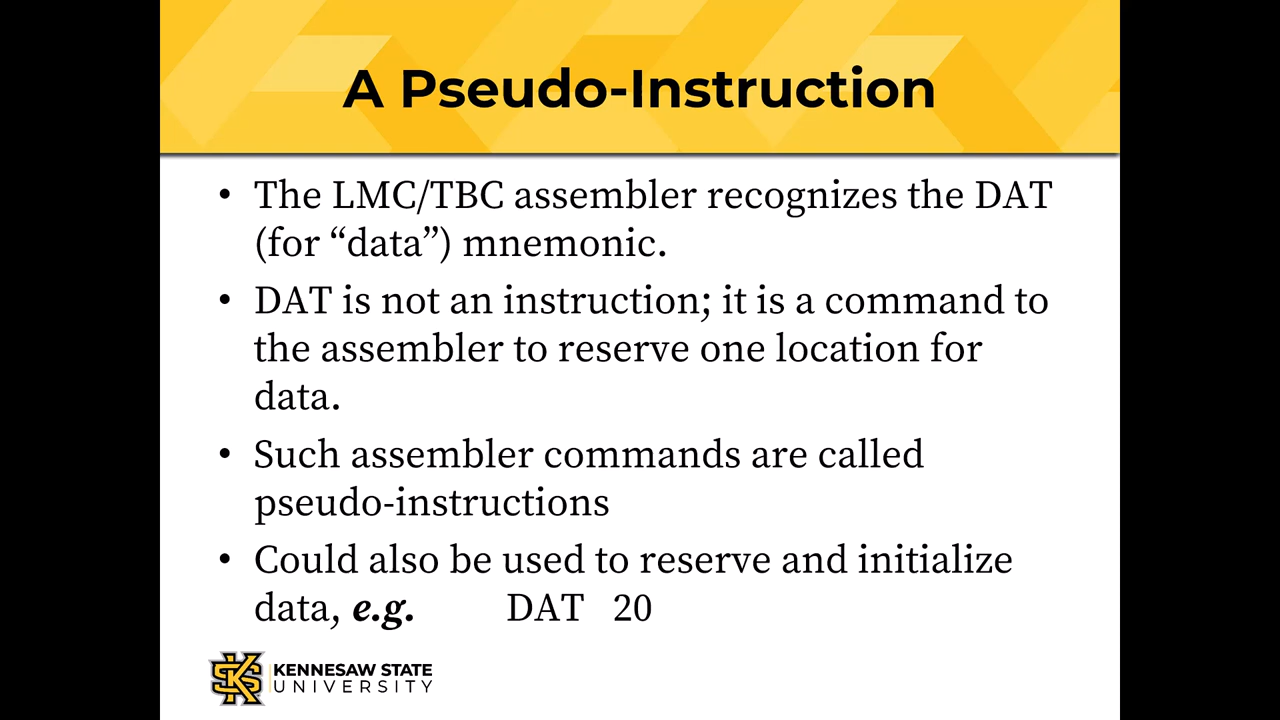 A Pseudo-Instruction
• The LMC/TBC assembler recognizes the DAT
(for “data”) mnemonic.
• DAT is not an instruction; it is a command to
the assembler to reserve one location for
data.
• Such assembler commands are called
pseudo-instructions
• Could also be used to reserve and initialize
data, e.g. DAT 20
KENNESAW STATE
UNIVERSITY